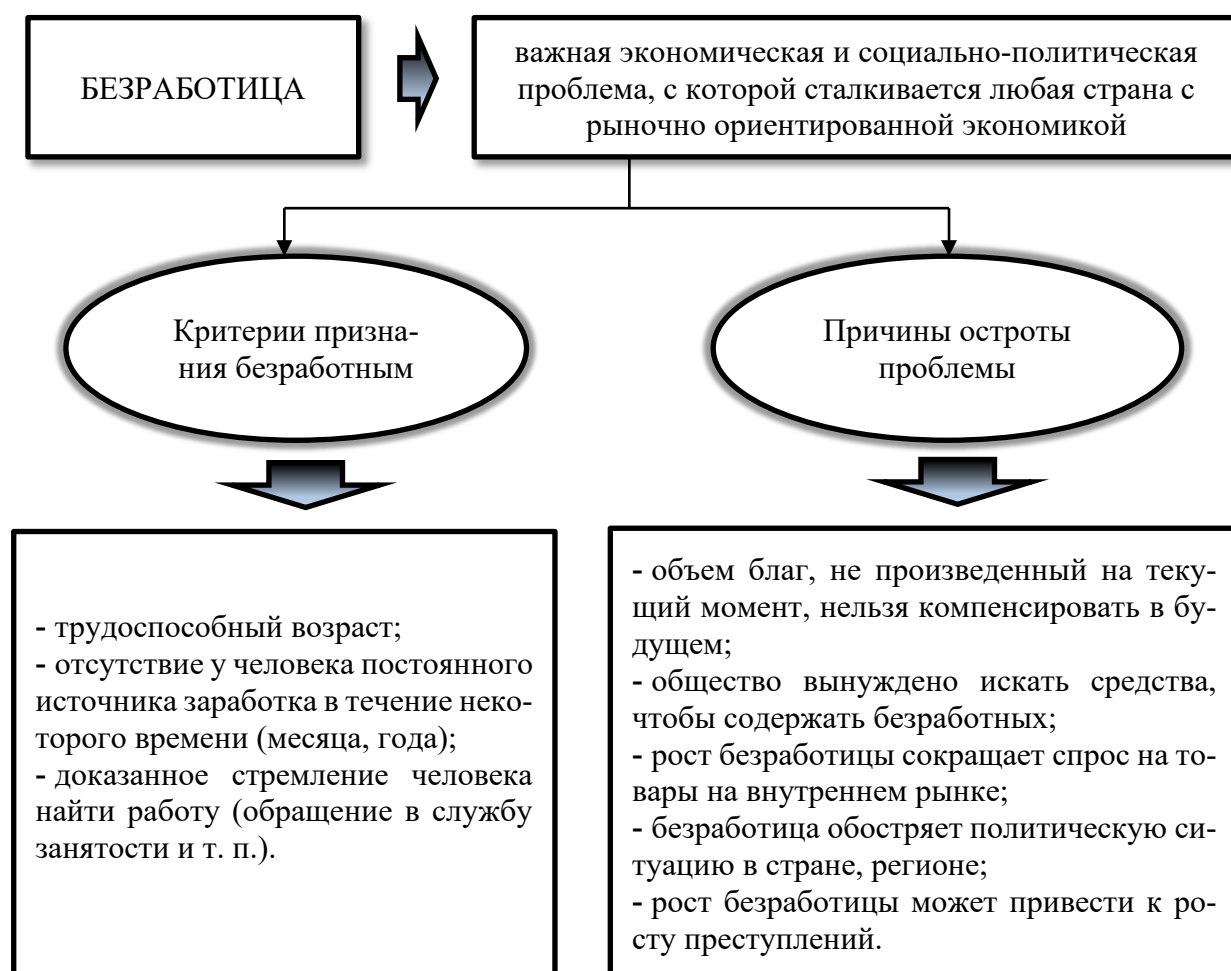 БЕЗРАБОТИЦА
важная экономическая и социально-политическая
проблема, с которой сталкивается любая страна с
рыночно ориентированной экономикой
Критерии призна-
ния безработным
Причины остроты
проблемы
- трудоспособный возраст;
- отсутствие у человека постоянного
источника заработка в течение неко-
торого времени (месяца, года);
- доказанное стремление человека
найти работу (обращение в службу
занятости и т. п.).
- объем благ, не произведенный на теку-
щий момент, нельзя компенсировать в бу-
дущем;
- общество вынуждено искать средства,
чтобы содержать безработных;
- рост безработицы сокращает спрос на то-
вары на внутреннем рынке;
- безработица обостряет политическую си-
туацию в стране, регионе;
- рост безработицы может привести к ро-
сту преступлений.